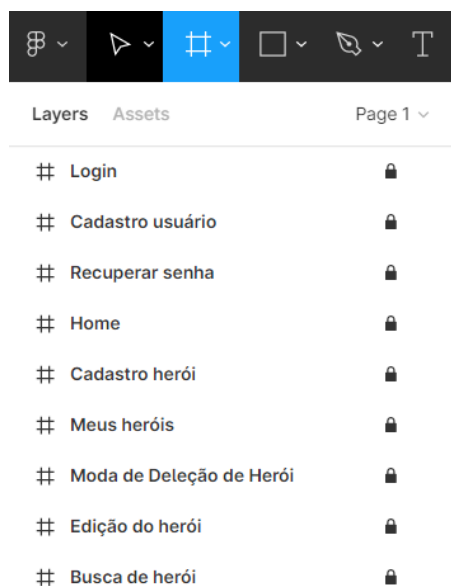 Layers Assets Page 1
Login
Cadastro usuário
Recuperar senha
Home
Cadastro herói
Meus heróis
Moda de Deleção de Herói
Edição do herói
Busca de herói